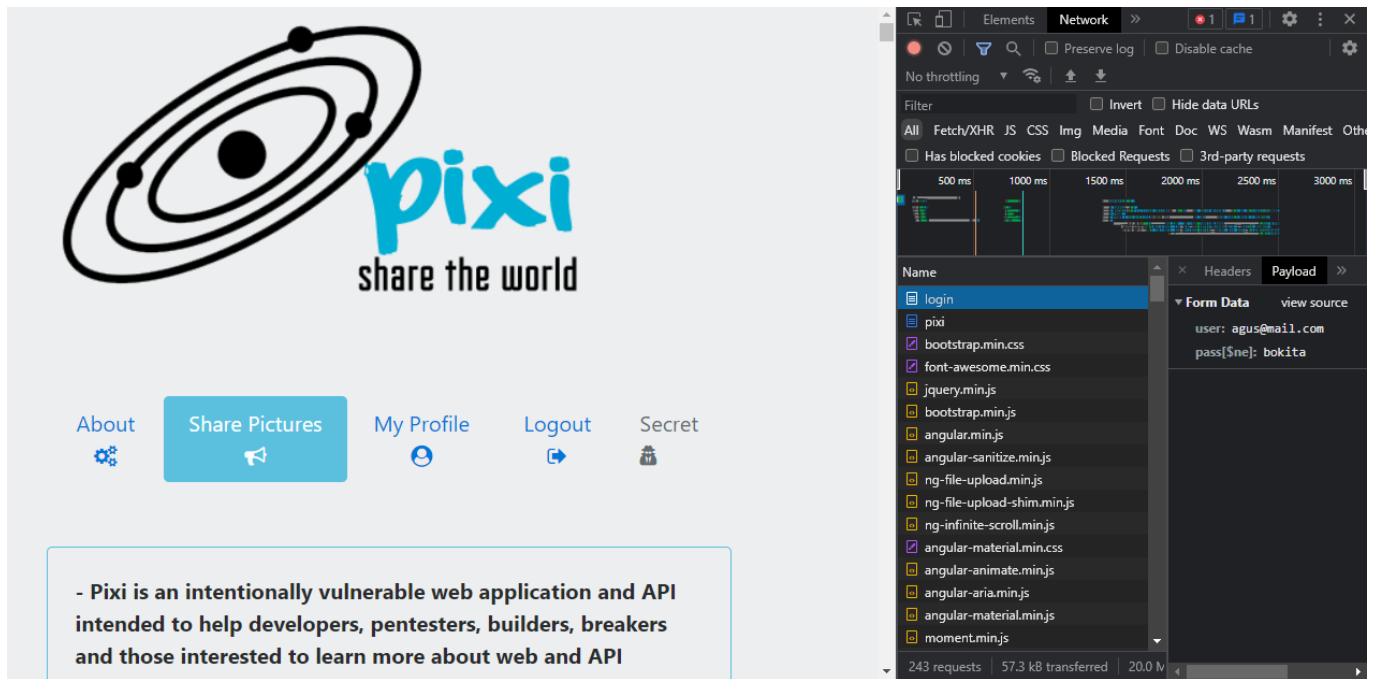 pixi
share the world
About
Share Pictures
My Profile
Logout
Secret
- Pixi is an intentionally vulnerable web application and API
intended to help developers, pentesters, builders, breakers
and those interested to learn more about web and API
Elements Network » 1 1
Preserve log Disable cache
No throttling
Filter Invert Hide data URLs
All Fetch/XHR JS CSS Img Media Font Doc WS Wasm Manifest Othe
Has blocked cookies Blocked Requests 3rd-party requests
500 ms 1000 ms 1500 ms 2000 ms 2500 ms 3000 ms
Name
login
pixi
bootstrap.min.css
font-awesome.min.css
jquery.min.js
bootstrap.min.js
angular.min.js
angular-sanitize.min.js
ng-file-upload.min.js
ng-file-upload-shim.min.js
ng-infinite-scroll.min.js
angular-material.min.css
angular-animate.min.js
angular-aria.min.js
angular-material.min.js
moment.min.js
243 requests 57.3 kB transferred 20.0 M
× Headers Payload »
Form Data view source
user: agus@mail.com
pass[$ne]: bokita